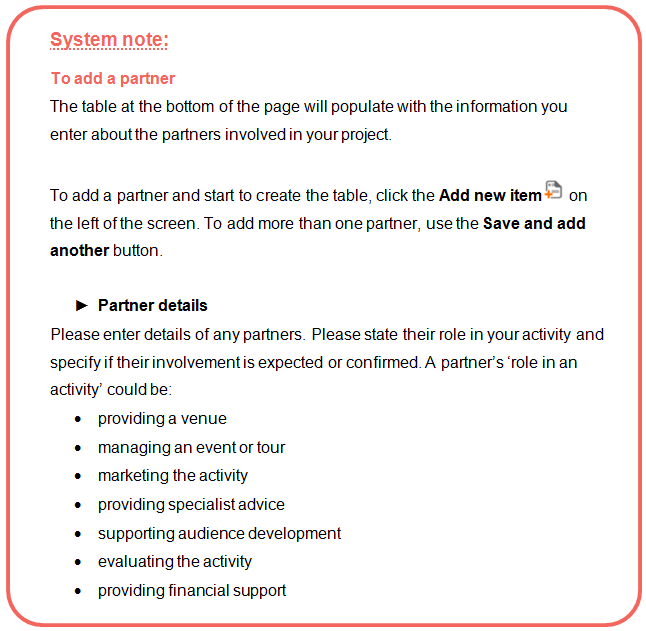 System note:
To add a partner
The table at the bottom of the page will populate with the information you
enter about the partners involved in your project.
To add a partner and start to create the table, click the Add new item on
the left of the screen. To add more than one partner, use the Save and add
another button.
► Partner details
Please enter details of any partners. Please state their role in your activity and
specify if their involvement is expected or confirmed. A partner's ‘role in an
activity’ could be:
• providing a venue
• managing an event or tour
• marketing the activity
• providing specialist advice
• supporting audience development
• evaluating the activity
• providing financial support